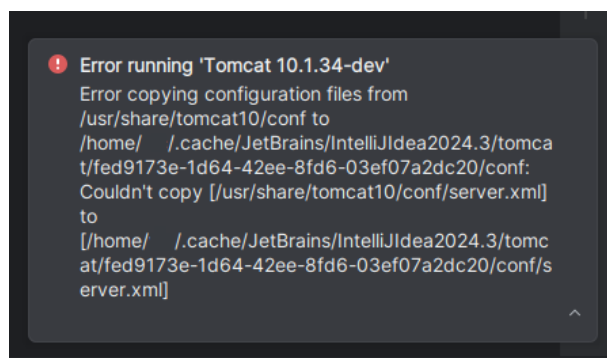 Error running 'Tomcat 10.1.34-dev'
Error copying configuration files from
/usr/share/tomcat10/conf to
/home/ /.cache/JetBrains/IntelliJIdea2024.3/tomca
t/fed9173e-1d64-42ee-8fd6-03ef07a2dc20/conf:
Couldn't copy [/usr/share/tomcat10/conf/server.xml]
to
[/home/ /.cache/JetBrains/IntelliJIdea2024.3/tomc
at/fed9173e-1d64-42ee-8fd6-03ef07a2dc20/conf/s
erver.xml]